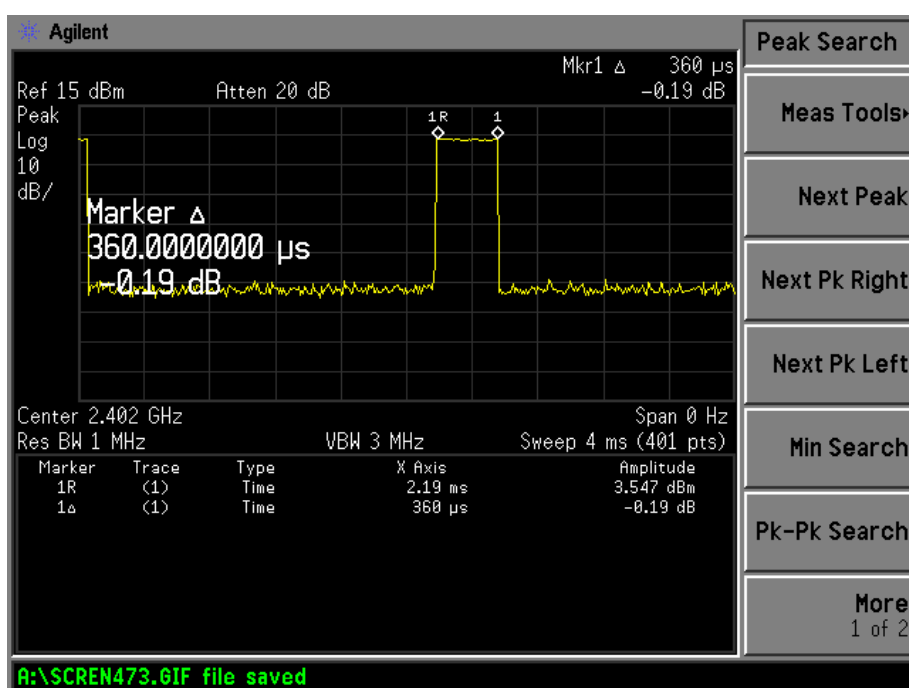 Agilent
Peak Search
Mkr1 Δ 360 µs
Ref 15 dBm Atten 20 dB -0.19 dB
Peak
Log
10
dB/
1R 1
Marker Δ
360.0000000 µs
-0.19 dB
Center 2.402 GHz Span 0 Hz
Res BW 1 MHz VBW 3 MHz Sweep 4 ms (401 pts)
Marker Trace Type X Axis Amplitude
1R (1) Time 2.19 ms 3.547 dBm
1Δ (1) Time 360 µs -0.19 dB
Meas Tools
Next Peak
Next Pk Right
Next Pk Left
Min Search
Pk-Pk Search
More
1 of 2
A:\SCREN473.GIF file saved